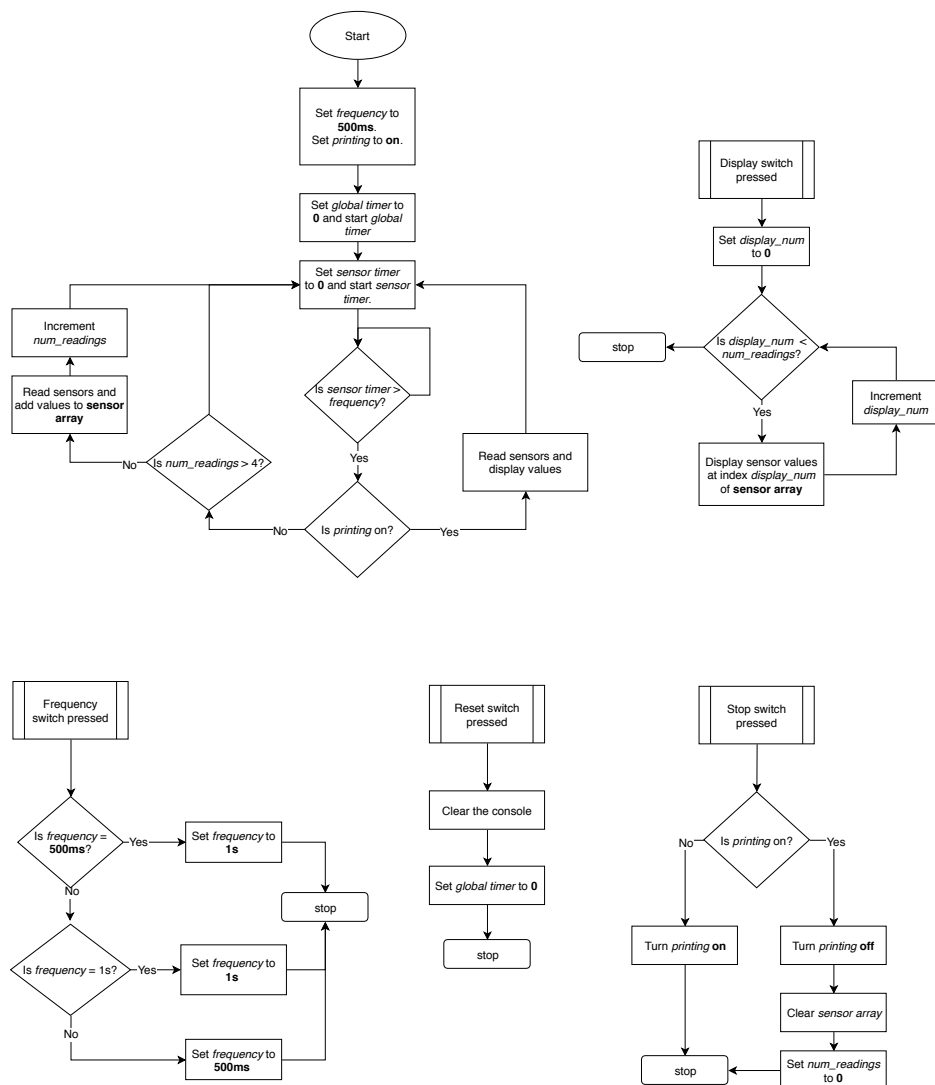 Start
Set frequency to
500ms.
Set printing to on.
Set global timer to
0 and start global
timer
Set sensor timer
to 0 and start sensor
timer.
Is sensor timer >
frequency?
Yes
Is printing on?
No
Yes
Read sensors and
display values
Is num_readings > 4?
No
Read sensors and
add values to sensor
array
Increment
num_readings
Display switch
pressed
Set display_num
to 0
Is display_num <
num_readings?
stop
Yes
Display sensor values
at index display_num
of sensor array
Increment
display_num
Frequency
switch pressed
Is frequency =
500ms?
Yes
Set frequency to
1s
No
stop
Is frequency = 1s?
Yes
Set frequency to
1s
No
Set frequency to
500ms
Reset switch
pressed
Clear the console
Set global timer to 0
stop
Stop switch
pressed
Is printing on?
No
Yes
Turn printing on
Turn printing off
Clear sensor array
Set num_readings
to 0
stop